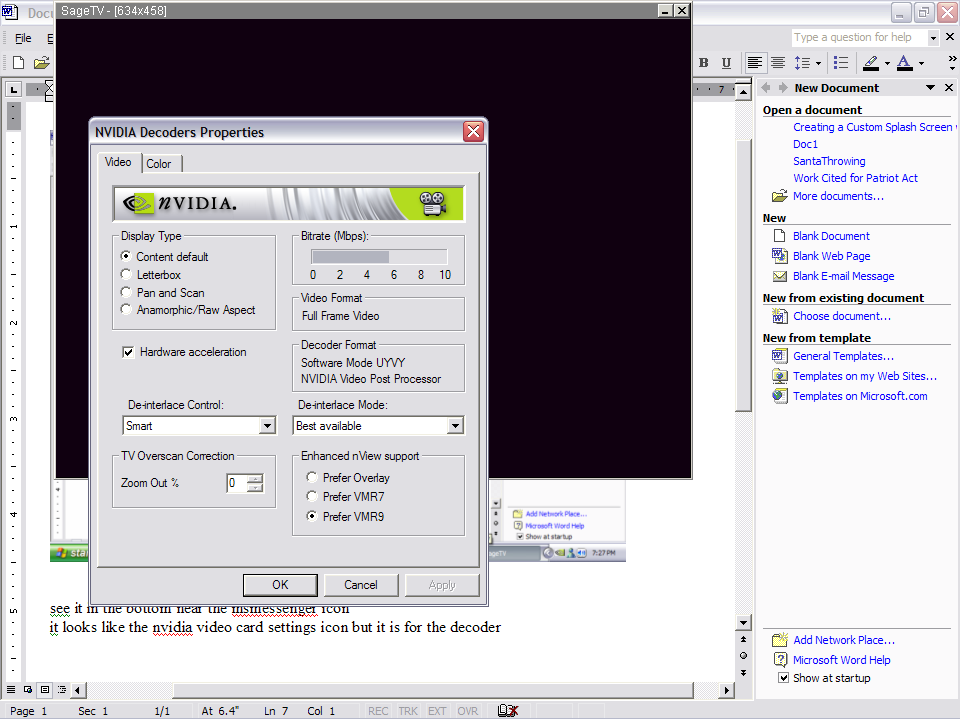 Docu
SageTV - [634x458]
File E
Type a question for help
B U
L
7
New Document
Open a document
Creating a Custom Splash Screen
Doc1
SantaThrowing
Work Cited for Patriot Act
More documents...
New
Blank Document
Blank Web Page
Blank E-mail Message
New from existing document
Choose document...
New from template
General Templates...
Templates on my Web Sites...
Templates on Microsoft.com
Add Network Place...
Microsoft Word Help
Show at startup
NVIDIA Decoders Properties
Video Color
nVIDIA.
Display Type
Content default
Letterbox
Pan and Scan
Anamorphic/Raw Aspect
Hardware acceleration
De-interlace Control:
Smart
TV Overscan Correction
Zoom Out % 0
Bitrate (Mbps):
0 2 4 6 8 10
Video Format
Full Frame Video
Decoder Format
Software Mode UYVY
NVIDIA Video Post Processor
De-interlace Mode:
Best available
Enhanced nView support
Prefer Overlay
Prefer VMR7
Prefer VMR9
OK Cancel Apply
1
2
3
4
5
Add Network Place...
Microsoft Word Help
Show at startup
star
SageTV
7:27 PM
see it in the bottom near the msmessenger icon
it looks like the nvidia video card settings icon but it is for the decoder
Page 1 Sec 1 1/1 At 6.4" Ln 7 Col 1 REC TRK EXT OVR